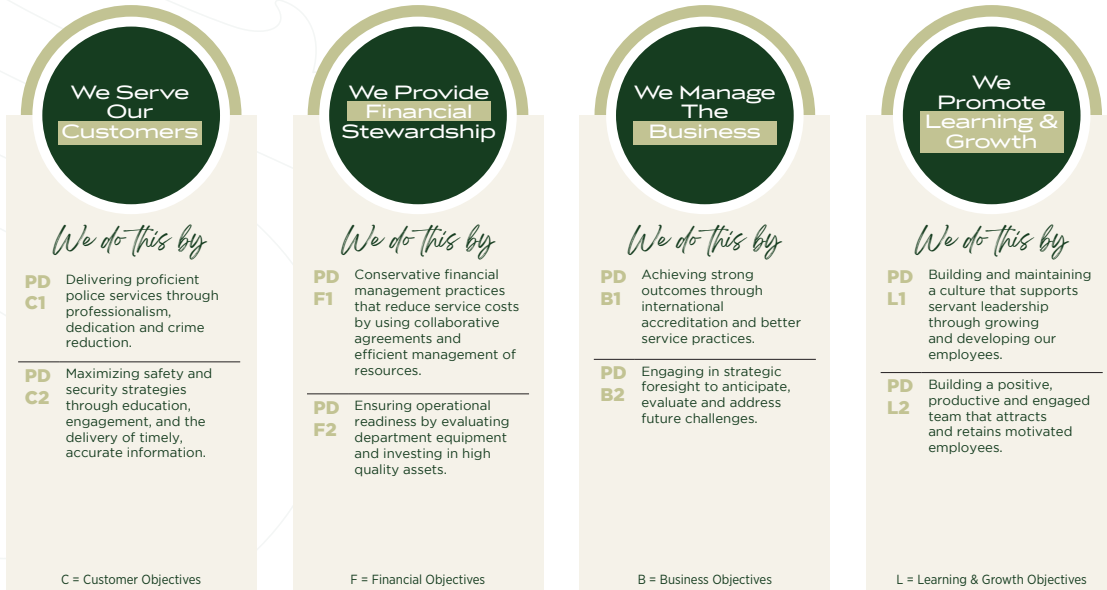 We Serve
Our
Customers
We do this by
PD
C1
Delivering proficient
police services through
professionalism,
dedication and crime
reduction.
PD
C2
Maximizing safety and
security strategies
through education,
engagement, and the
delivery of timely,
accurate information.
C = Customer Objectives
We Provide
Financial
Stewardship
We do this by
PD
F1
Conservative financial
management practices
that reduce service costs
by using collaborative
agreements and
efficient management of
resources.
PD
F2
Ensuring operational
readiness by evaluating
department equipment
and investing in high
quality assets.
F = Financial Objectives
We Manage
The
Business
We do this by
PD
B1
Achieving strong
outcomes through
international
accreditation and better
service practices.
PD
B2
Engaging in strategic
foresight to anticipate,
evaluate and address
future challenges.
B = Business Objectives
We
Promote
Learning &
Growth
We do this by
PD
L1
Building and maintaining
a culture that supports
servant leadership
through growing
and developing our
employees.
PD
L2
Building a positive,
productive and engaged
team that attracts
and retains motivated
employees.
L = Learning & Growth Objectives